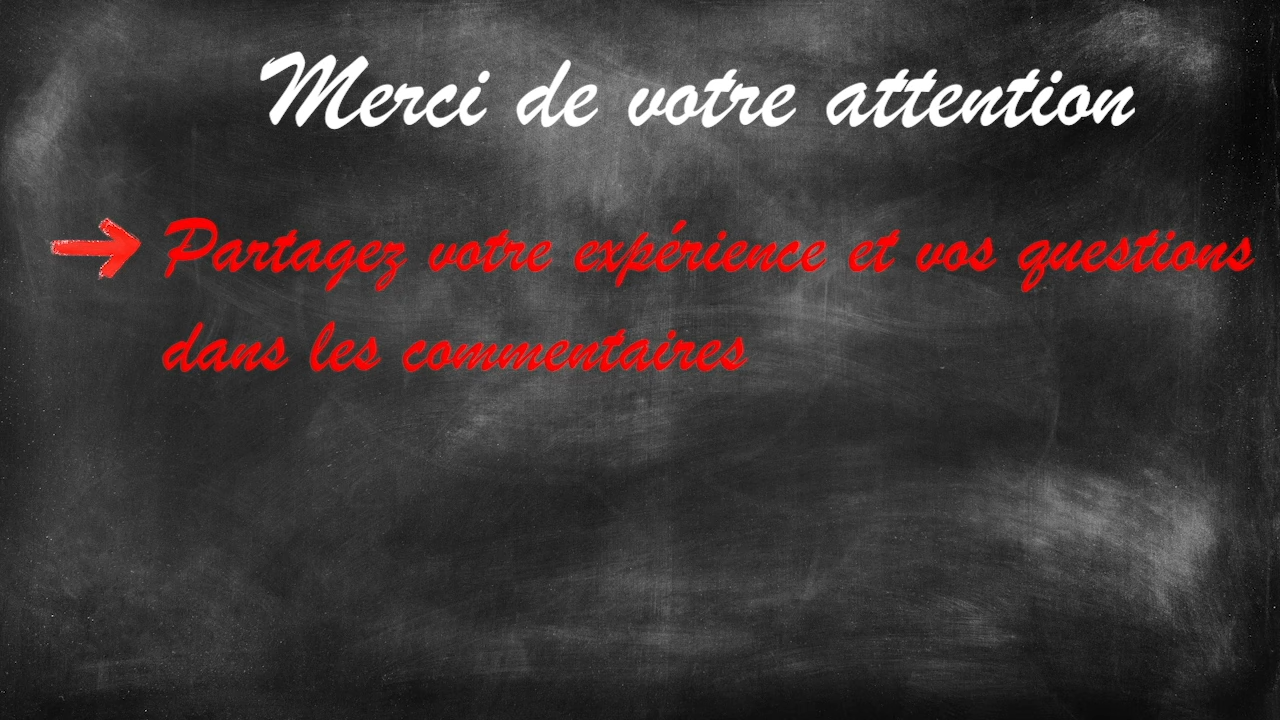 Merci de votre attention
Partagez votre expérience et vos questions
dans les commentaires